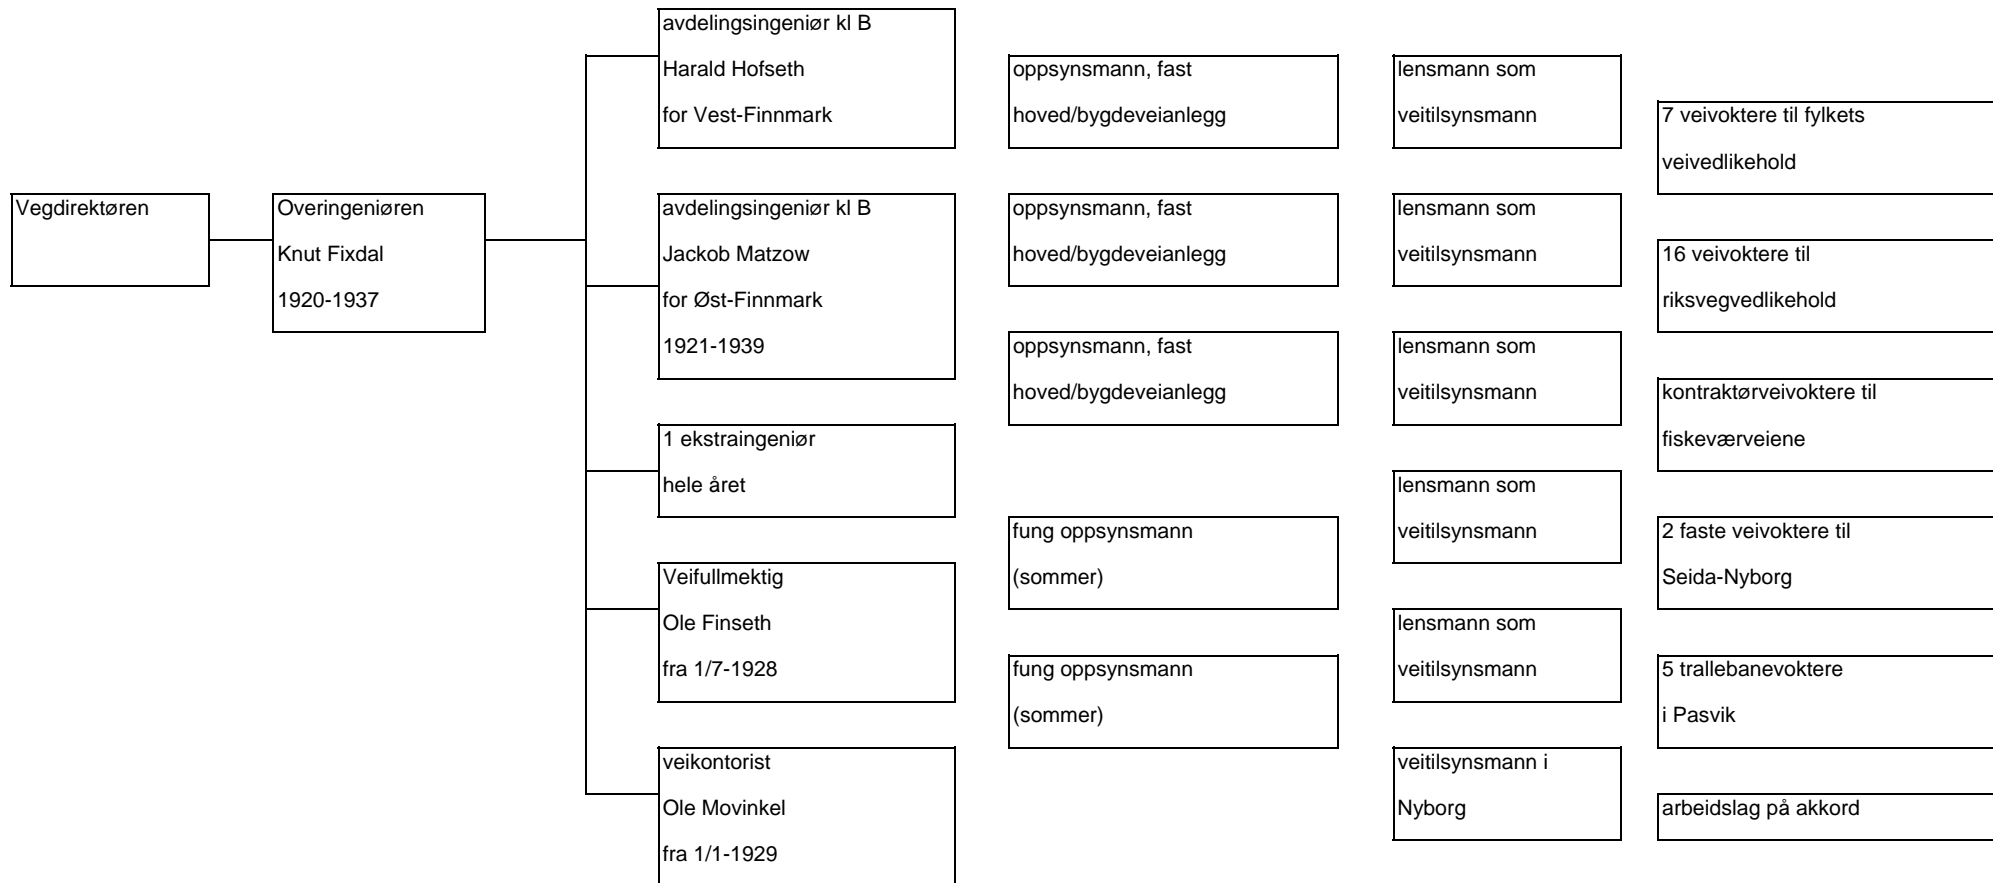 Vegdirektøren
Overingeniøren
Knut Fixdal
1920-1937
avdelingsingeniør kl B
Harald Hofseth
for Vest-Finnmark
avdelingsingeniør kl B
Jackob Matzow
for Øst-Finnmark
1921-1939
1 ekstraingeniør
hele året
Veifullmektig
Ole Finseth
fra 1/7-1928
veikontorist
Ole Movinkel
fra 1/1-1929
oppsynsmann, fast
hoved/bygdeveianlegg
oppsynsmann, fast
hoved/bygdeveianlegg
oppsynsmann, fast
hoved/bygdeveianlegg
fung oppsynsmann
(sommer)
fung oppsynsmann
(sommer)
lensmann som
veitilsynsmann
lensmann som
veitilsynsmann
lensmann som
veitilsynsmann
lensmann som
veitilsynsmann
lensmann som
veitilsynsmann
veitilsynsmann i
Nyborg
7 veivoktere til fylkets
veivedlikehold
16 veivoktere til
riksvegvedlikehold
kontraktørveivoktere til
fiskeværveiene
2 faste veivoktere til
Seida-Nyborg
5 trallebanevoktere
i Pasvik
arbeidslag på akkord